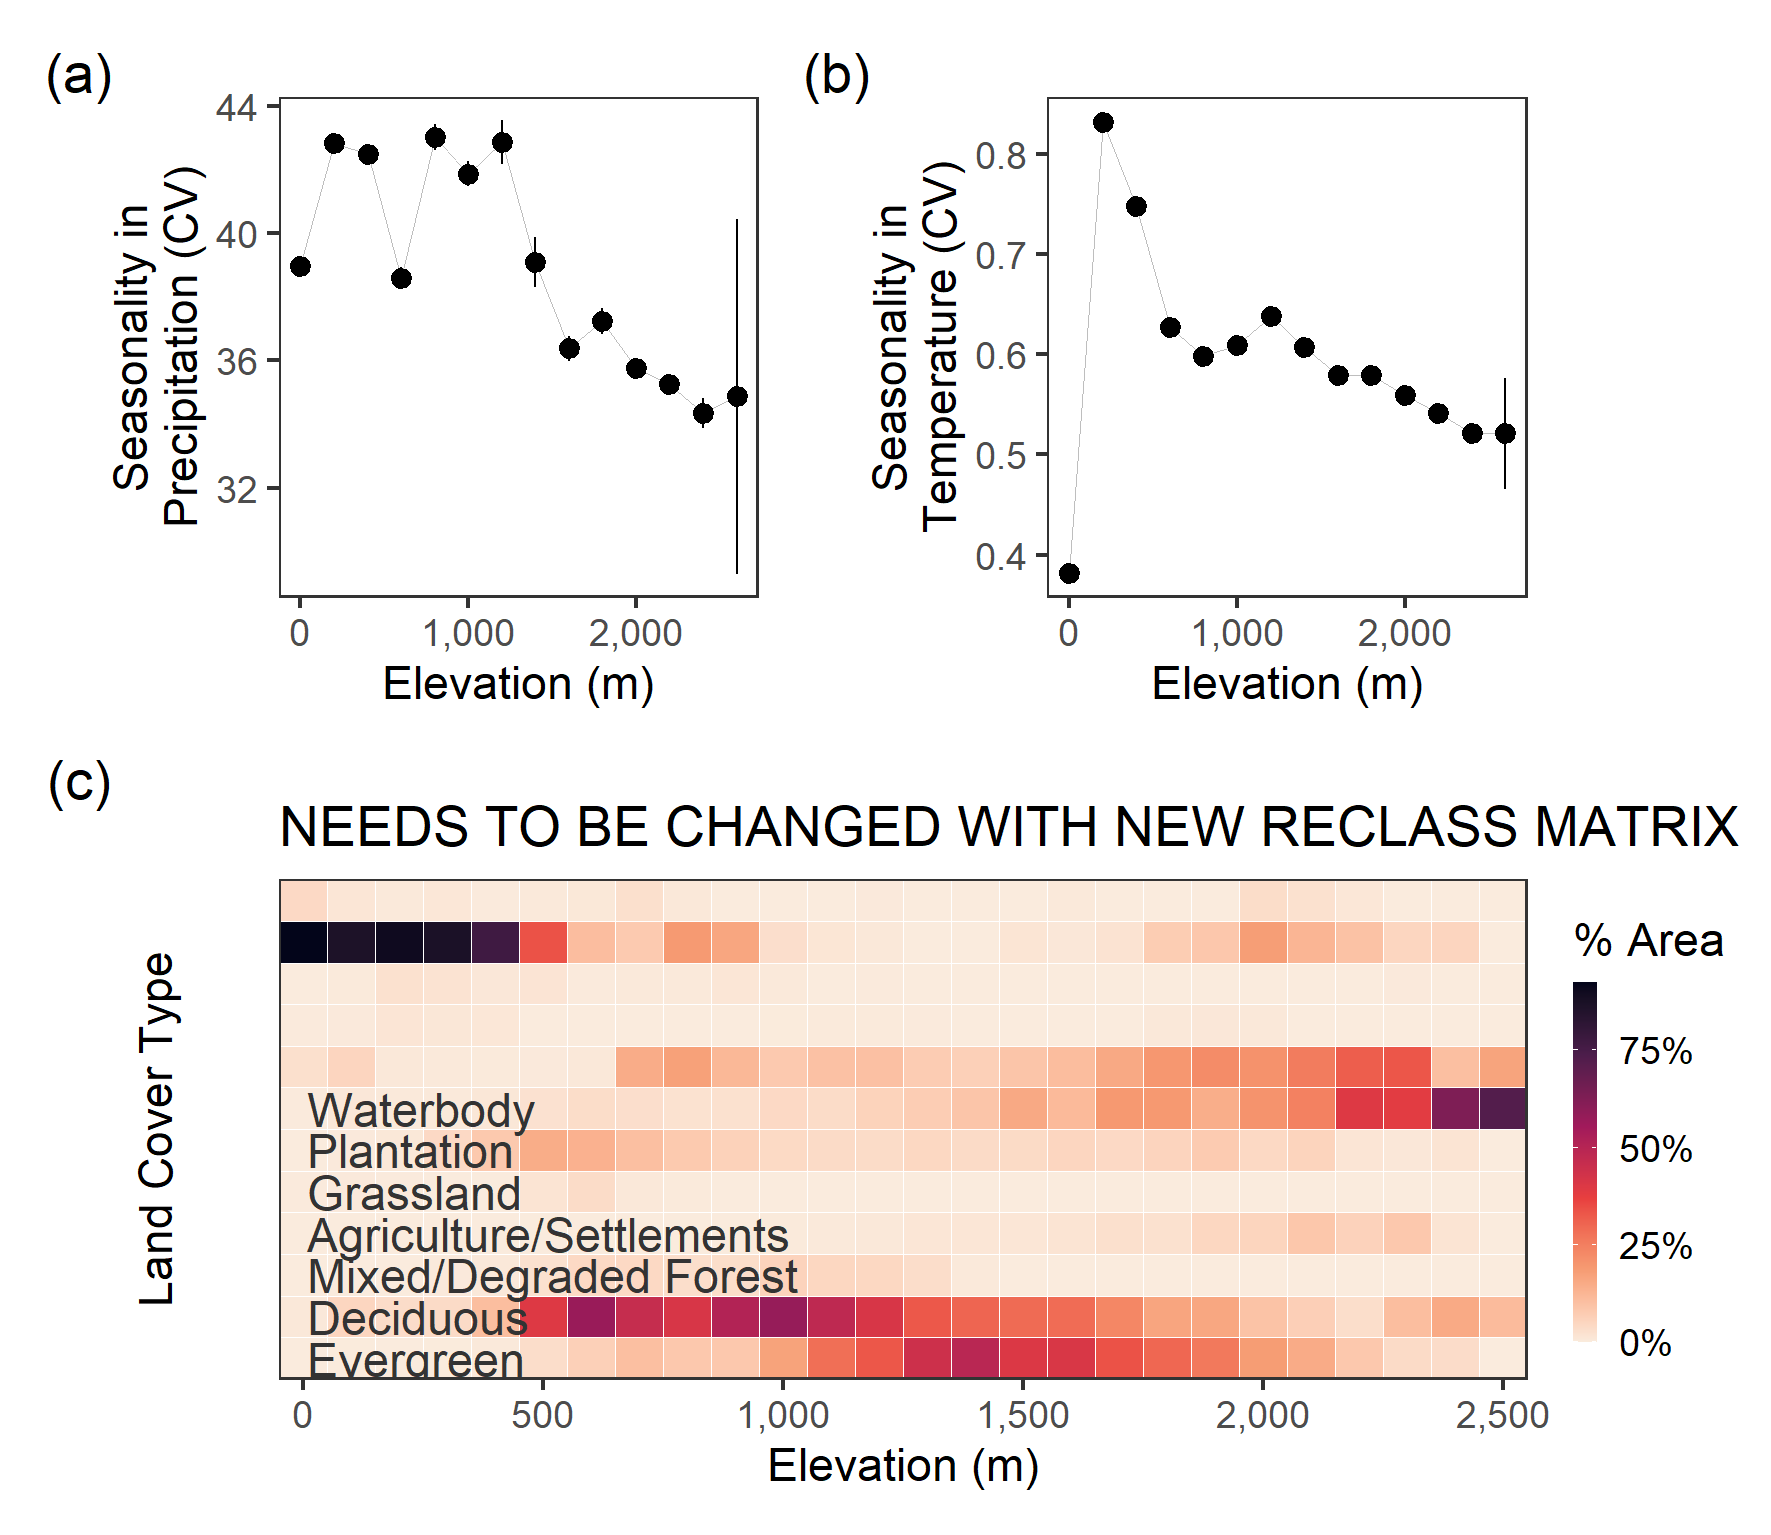 (a)
44
40
36
32
Seasonality in
Precipitation (CV)
0 1,000 2,000
Elevation (m)
(b)
0.8
0.7
0.6
0.5
0.4
Seasonality in
Temperature (CV)
0 1,000 2,000
Elevation (m)
(c)
NEEDS TO BE CHANGED WITH NEW RECLASS MATRIX
Land Cover Type
Waterbody
Plantation
Grassland
Agriculture/Settlements
Mixed/Degraded Forest
Deciduous
Evergreen
0 500 1,000 1,500 2,000 2,500
Elevation (m)
% Area
75%
50%
25%
0%